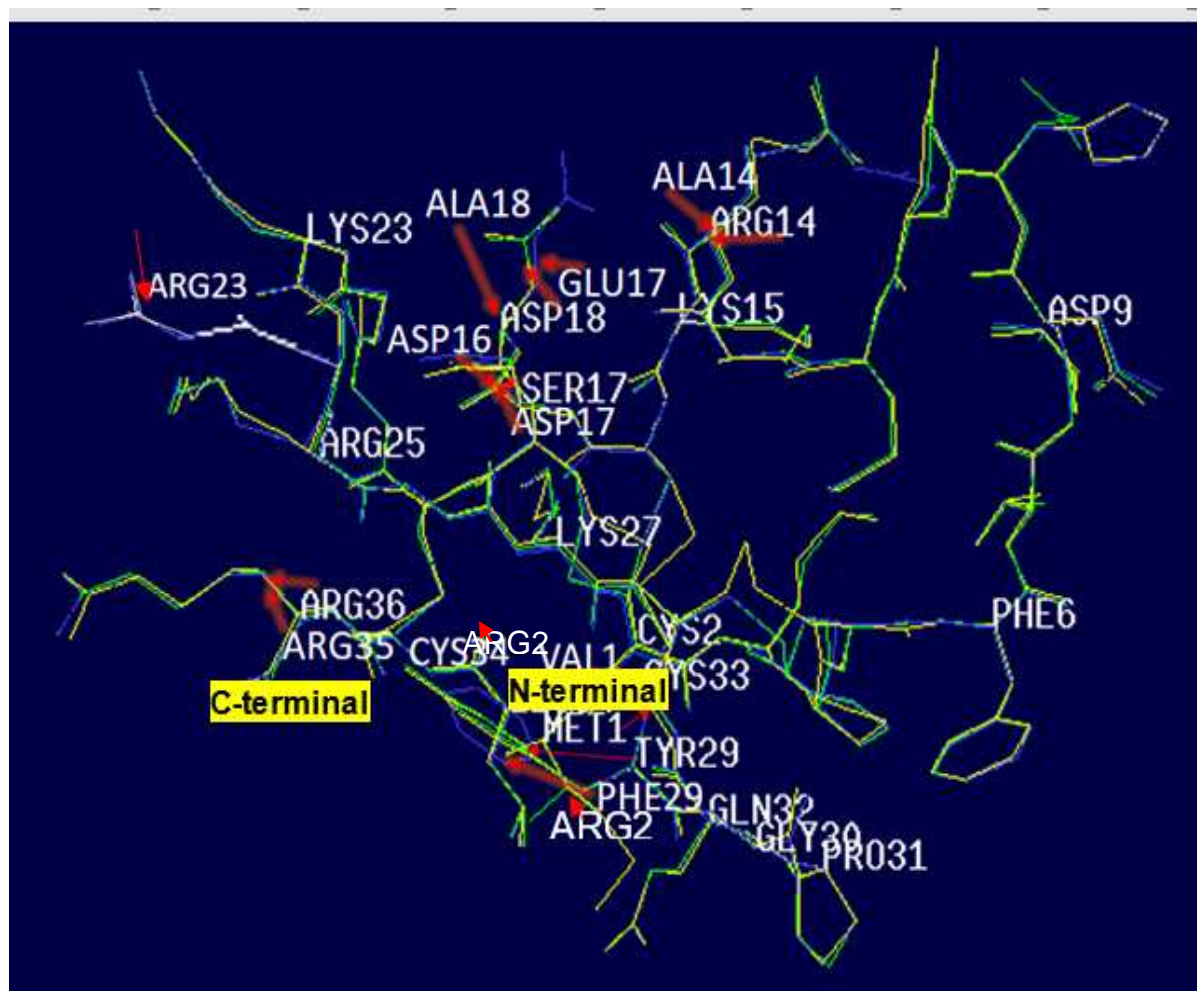 ALA14
ALA18
ARG14
LYS23
GLU17
ARG23
LYS15
ASP9
ASP18
ASP16
SER17
ASP17
ARG25
LYS27
ARG36
PHE6
CYS2
ARG35
CYS34
ARG2
VAL1
CYS33
C-terminal
N-terminal
MET1
TYR29
PHE29
GLN32
ARG2
GLY30
PRO31